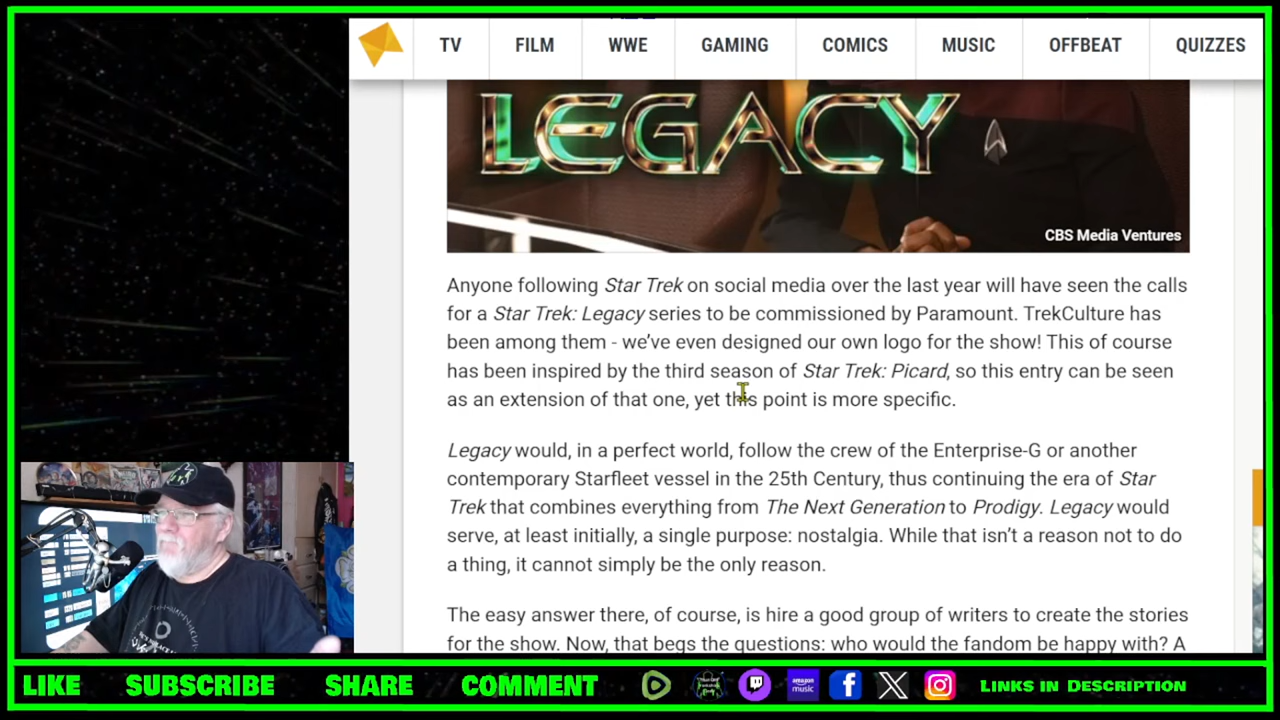 TV FILM WWE GAMING COMICS MUSIC OFFBEAT QUIZZES
LEGACY
CBS Media Ventures
Anyone following Star Trek on social media over the last year will have seen the calls
for a Star Trek: Legacy series to be commissioned by Paramount. TrekCulture has
been among them - we've even designed our own logo for the show! This of course
has been inspired by the third season of Star Trek: Picard, so this entry can be seen
as an extension of that one, yet this point is more specific.
Legacy would, in a perfect world, follow the crew of the Enterprise-G or another
contemporary Starfleet vessel in the 25th Century, thus continuing the era of Star
Trek that combines everything from The Next Generation to Prodigy. Legacy would
serve, at least initially, a single purpose: nostalgia. While that isn't a reason not to do
a thing, it cannot simply be the only reason.
The easy answer there, of course, is hire a good group of writers to create the stories
for the show. Now, that begs the questions: who would the fandom be happy with? A
LIKE SUBSCRIBE SHARE COMMENT amazon music LINKS IN DESCRIPTION